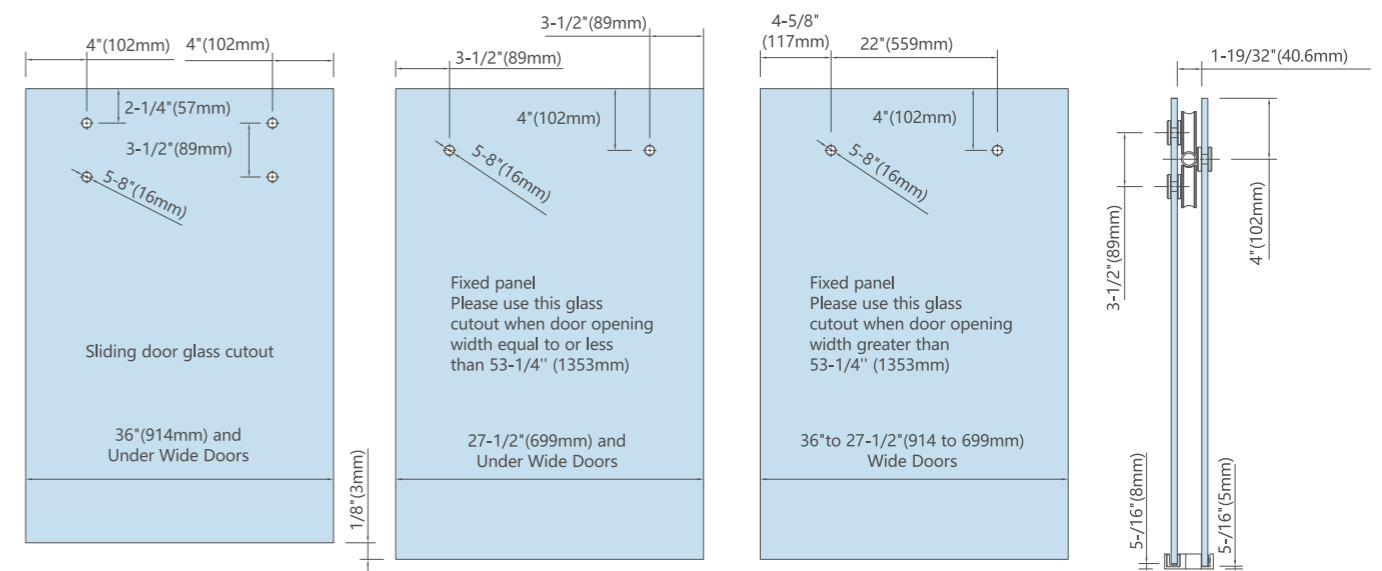 4"(102mm) 4"(102mm)
2-1/4"(57mm)
3-1/2"(89mm)
5-8"(16mm)
Sliding door glass cutout
36"(914mm) and
Under Wide Doors
1/8"(3mm)
3-1/2"(89mm)
3-1/2"(89mm)
4"(102mm)
5-8"(16mm)
Fixed panel
Please use this glass
cutout when door opening
width equal to or less
than 53-1/4'' (1353mm)
27-1/2"(699mm) and
Under Wide Doors
4-5/8"
(117mm)
22"(559mm)
4"(102mm)
5-8"(16mm)
Fixed panel
Please use this glass
cutout when door opening
width greater than
53-1/4'' (1353mm)
36"to 27-1/2"(914 to 699mm)
Wide Doors
1-19/32"(40.6mm)
3-1/2"(89mm)
4"(102mm)
5-/16"(8mm)
5-/16"(5mm)